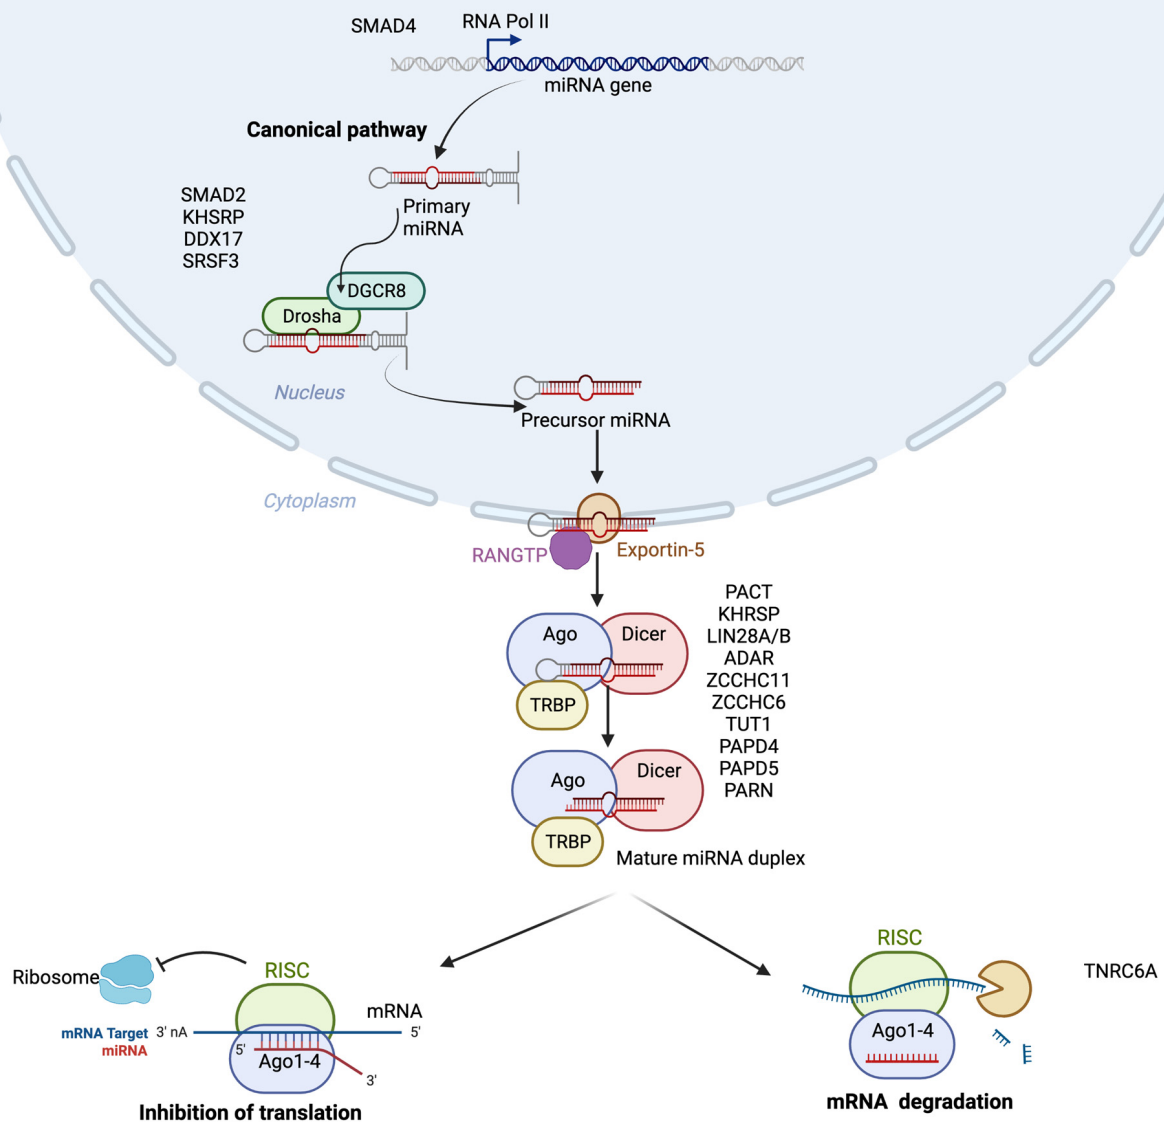 SMAD4
RNA Pol II
miRNA gene
Canonical pathway
Primary
miRNA
SMAD2
KHSRP
DDX17
SRSF3
DGCR8
Drosha
Nucleus
Precursor miRNA
Cytoplasm
RANGTP
Exportin-5
Ago
Dicer
TRBP
PACT
KHRSP
LIN28A/B
ADAR
ZCCHC11
ZCCHC6
TUT1
PAPD4
PAPD5
PARN
Ago
Dicer
TRBP
Mature miRNA duplex
Ribosome
RISC
mRNA
mRNA Target
3' nA
5'
miRNA
5'
Ago1-4
3'
Inhibition of translation
RISC
TNRC6A
Ago1-4
mRNA degradation